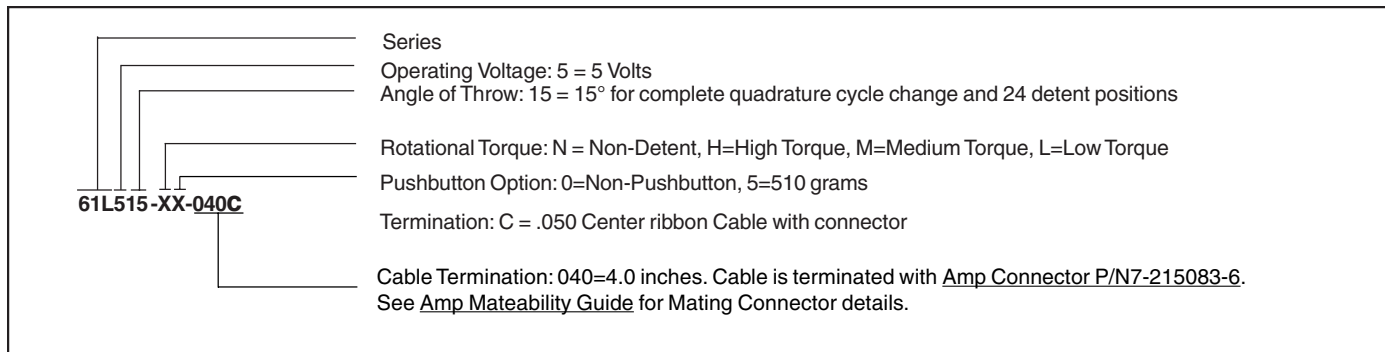 Series
Operating Voltage: 5 = 5 Volts
Angle of Throw: 15 = 15° for complete quadrature cycle change and 24 detent positions
Rotational Torque: N = Non-Detent, H=High Torque, M=Medium Torque, L=Low Torque
Pushbutton Option: 0=Non-Pushbutton, 5=510 grams
61L515-XX-040C
Termination: C = .050 Center ribbon Cable with connector
Cable Termination: 040=4.0 inches. Cable is terminated with Amp Connector P/N7-215083-6.
See Amp Mateability Guide for Mating Connector details.